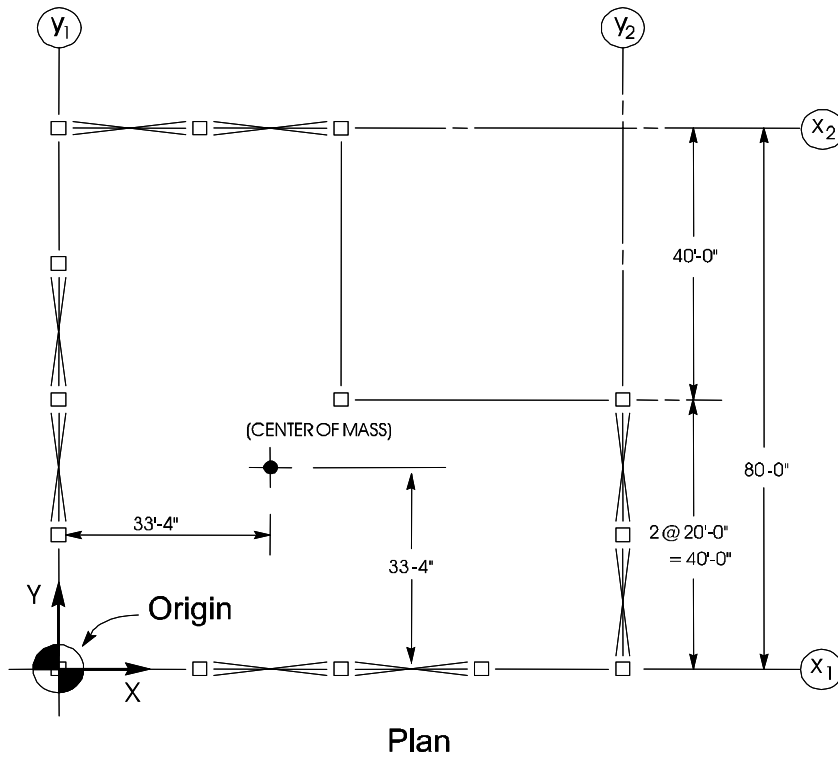 y1
y2
x2
40'-0"
(CENTER OF MASS)
80'-0"
33'-4"
2 @ 20'-0"
= 40'-0"
33-4"
Y
Origin
X
x1
Plan